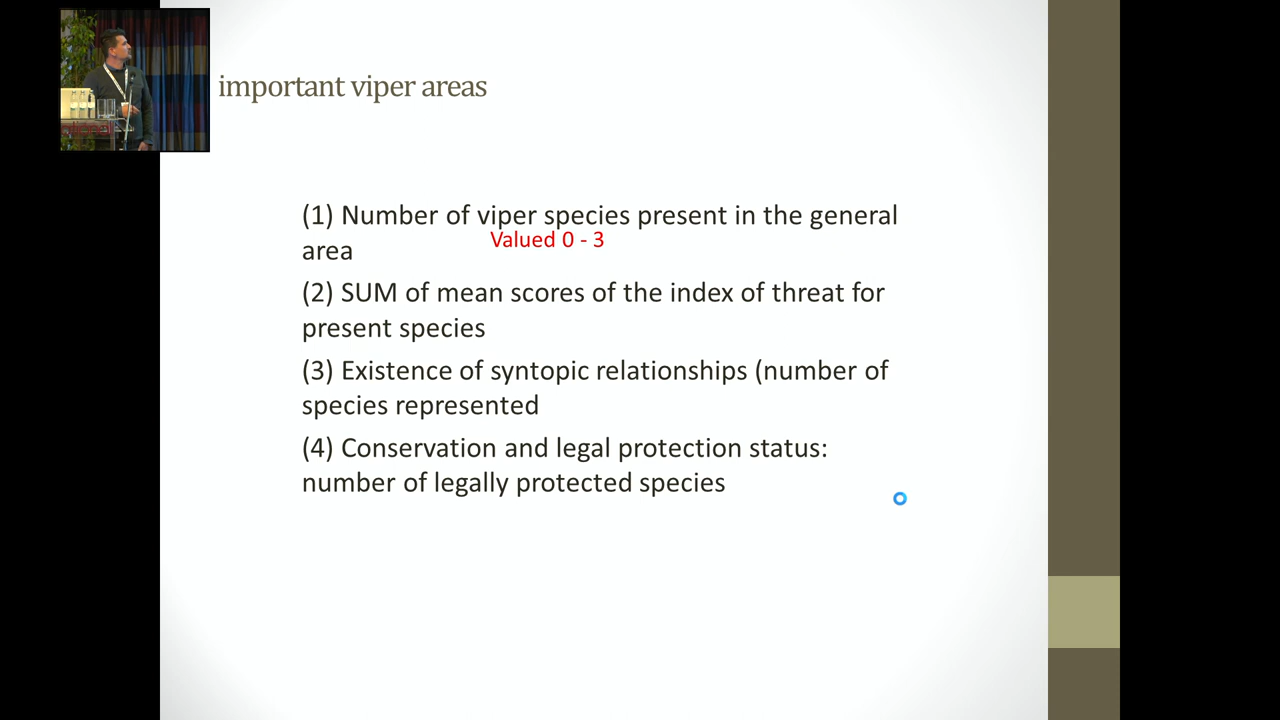 important viper areas
(1) Number of viper species present in the general
Valued 0 - 3
area
(2) SUM of mean scores of the index of threat for
present species
(3) Existence of syntopic relationships (number of
species represented
(4) Conservation and legal protection status:
number of legally protected species